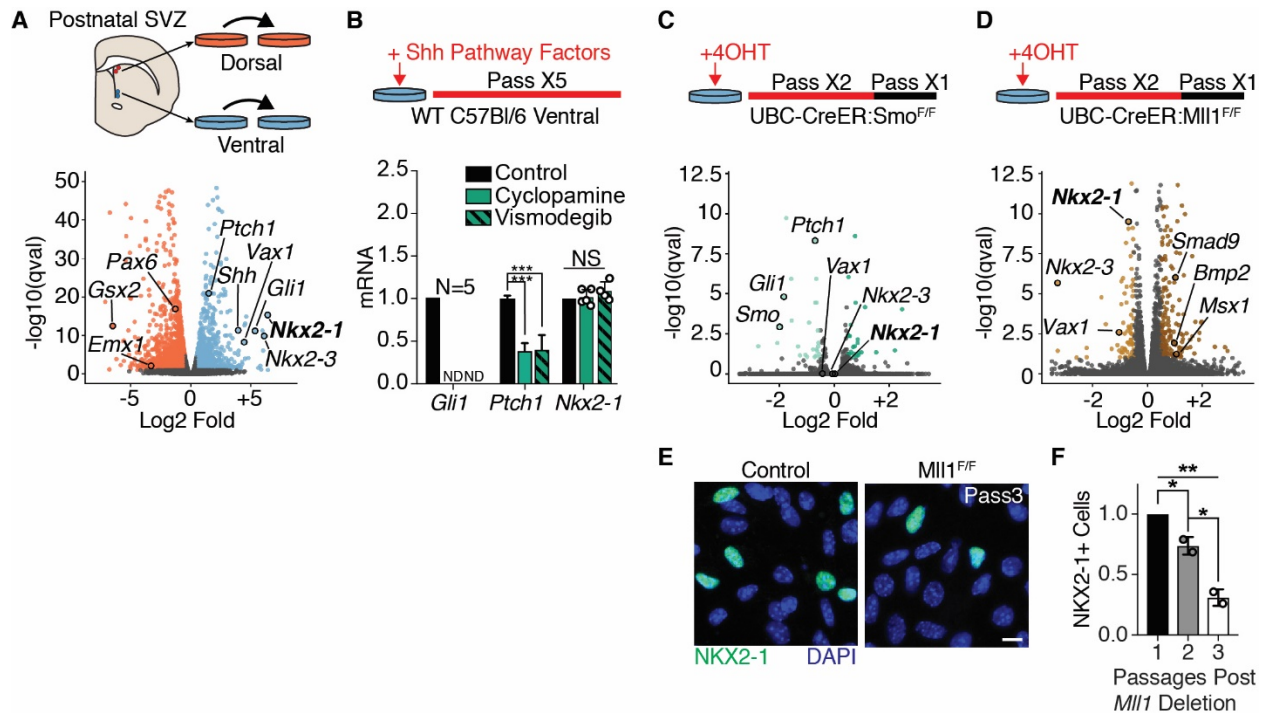 A
Postnatal SVZ
Dorsal
Ventral
50
40
30
20
10
0
-log10(qval)
Ptch1
Vax1
Pax6
Shh
Gli1
Gsx2
Nkx2-1
Emx1
Nkx2-3
-5 0 +5
Log2 Fold
B
+ Shh Pathway Factors
Pass X5
WT C57Bl/6 Ventral
2.5
2.0
1.5
1.0
0.5
0.0
mRNA
Control
Cyclopamine
Vismodegib
N=5
***
***
NS
NDND
Gli1 Ptch1 Nkx2-1
C
+4OHT
Pass X2 Pass X1
UBC-CreER:SmoF/F
12.5
10
7.5
5.0
2.5
0
-log10(qval)
Ptch1
Vax1
Gli1
Nkx2-3
Smo
Nkx2-1
-2 0 +2
Log2 Fold
D
+4OHT
Pass X2 Pass X1
UBC-CreER:Mll1F/F
12.5
10
7.5
5.0
2.5
0
-log10(qval)
Nkx2-1
Smad9
Nkx2-3
Bmp2
Msx1
Vax1
-2 0 +2
Log2 Fold
E
Control Mll1F/F
Pass3
NKX2-1 DAPI
F
**
*
*
1.0
0.5
0.0
NKX2-1+ Cells
1 2 3
Passages Post
Mll1 Deletion